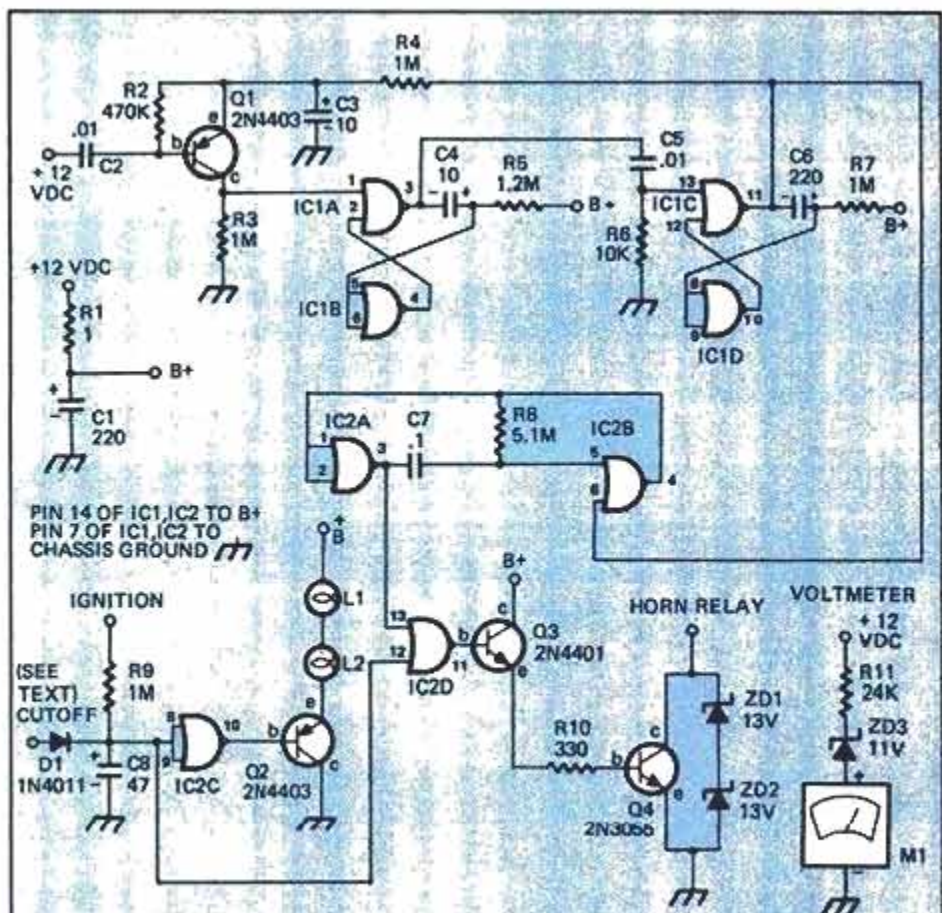 R4
1M
R2
470K
Q1
2N4403
+
C3
-
10
.01
C2
b
e
c
+ 12
VDC
R3
1M
1
2
3
IC1A
C4
10
-
+
R5
1.2M
B+
5
6
4
IC1B
C5
.01
R6
10K
IC1C
13
12
11
C6
220
-
+
R7
1M
B+
8
9
10
IC1D
+12 VDC
R1
1
B+
+
-
C1
220
IC2A
1
2
3
C7
.1
R8
5.1M
IC2B
5
6
4
PIN 14 OF IC1,IC2 TO B+
PIN 7 OF IC1,IC2 TO
CHASSIS GROUND
+
B
L1
L2
IGNITION
R9
1M
(SEE
TEXT)
CUTOFF
D1
1N4011
+
-
C8
47
8
9
10
IC2C
b
e
c
Q2
2N4403
13
12
11
IC2D
B+
b
c
e
Q3
2N4401
R10
330
HORN RELAY
b
c
e
Q4
2N3055
ZD1
13V
ZD2
13V
VOLTMETER
+ 12
VDC
R11
24K
ZD3
11V
+
M1
-